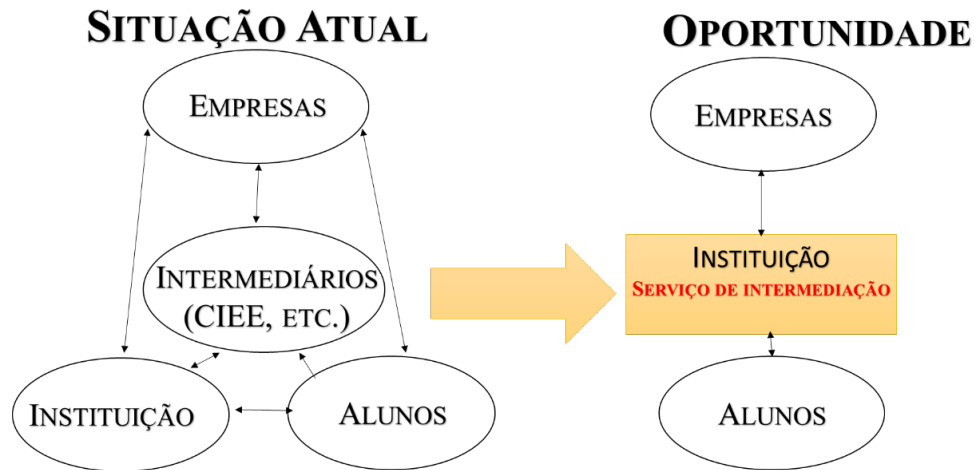 SITUAÇÃO ATUAL
EMPRESAS
INTERMEDIÁRIOS
(CIEE, ETC.)
INSTITUIÇÃO
ALUNOS
OPORTUNIDADE
EMPRESAS
INSTITUIÇÃO
SERVIÇO DE INTERMEDIAÇÃO
ALUNOS